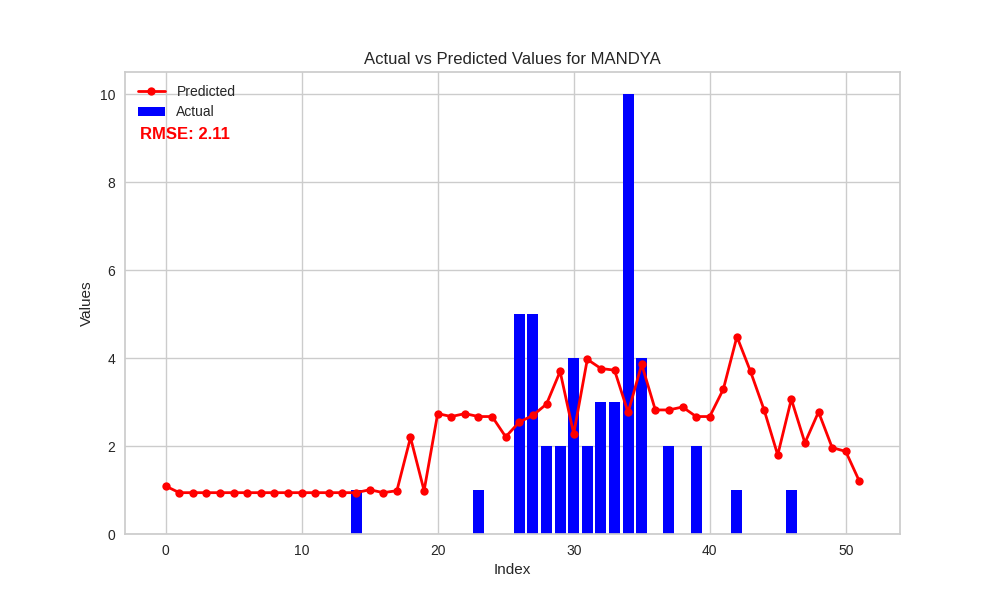 Actual vs Predicted Values for MANDYA
Predicted
Actual
RMSE: 2.11
Values
10
8
6
4
2
0
0 10 20 30 40 50
Index